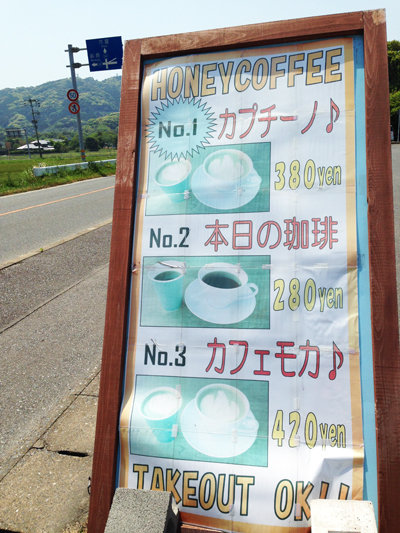 HONEYCOFFEE
No.1 カプチーノ♪
380yen
No.2 本日の珈琲
280yen
No.3 カフェモカ♪
420yen
TAKEOUT OK!!